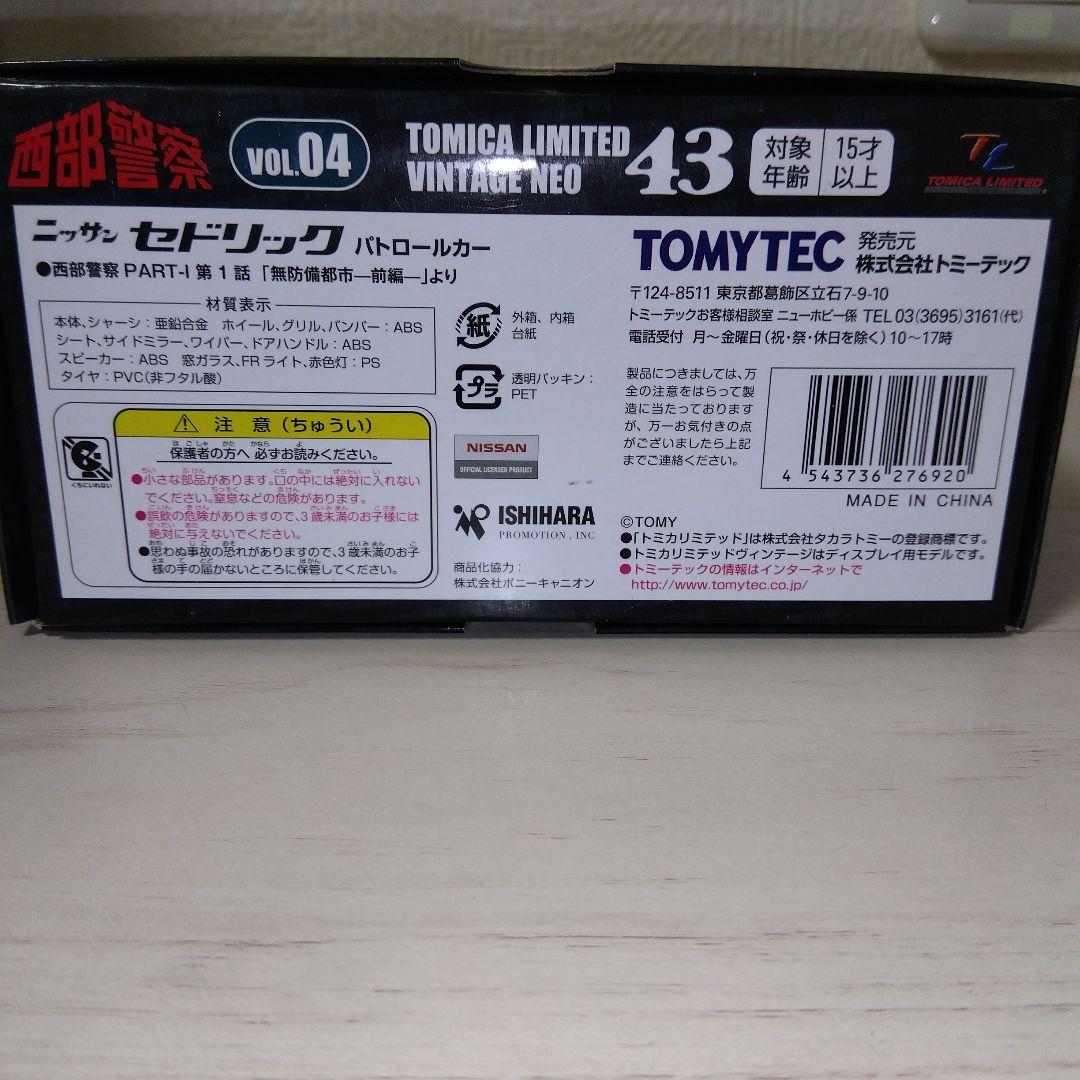 西部警察
VOL.04
TOMICA LIMITED
VINTAGE NEO
43
対象
年齢
15才
以上
TL
TOMICA LIMITED
ニッサン セドリック パトロールカー
●西部警察 PART-I 第1話「無防備都市―前編―」より
材質表示
本体、シャーシ：亜鉛合金 ホイール、グリル、バンパー：ABS
シート、サイドミラー、ワイパー、ドアハンドル：ABS
スピーカー：ABS 窓ガラス、FRライト、赤色灯：PS
タイヤ：PVC(非フタル酸)
紙
外箱、内箱
台紙
プラ
透明パッキン：
PET
くちにいれない
注意（ちゅうい）
保護者の方へ 必ずお読みください。
●小さな部品があります。口の中には絶対に入れない
でください。窒息などの危険があります。
●誤飲の危険がありますので、3歳未満のお子様には
絶対に与えないでください。
●思わぬ事故の恐れがありますので、3歳未満のお子
様の手の届かないところに保管してください。
NISSAN
OFFICIAL LICENSED PRODUCT
ISHIHARA
PROMOTION, INC
商品化協力：
株式会社ポニーキャニオン
TOMYTEC
発売元
株式会社トミーテック
〒124-8511 東京都葛飾区立石7-9-10
トミーテックお客様相談室 ニューホビー係 TEL 03(3695)3161(代)
電話受付 月～金曜日（祝・祭・休日を除く）10～17時
製品につきましては、万
全の注意をはらって製
造に当たっております
が、万一お気付きの点
がございましたら上記
までご連絡ください。
4 543736 276920
MADE IN CHINA
©TOMY
●「トミカリミテッド」は株式会社タカラトミーの登録商標です。
●トミカリミテッドヴィンテージはディスプレイ用モデルです。
●トミーテックの情報はインターネットで
http://www.tomytec.co.jp/